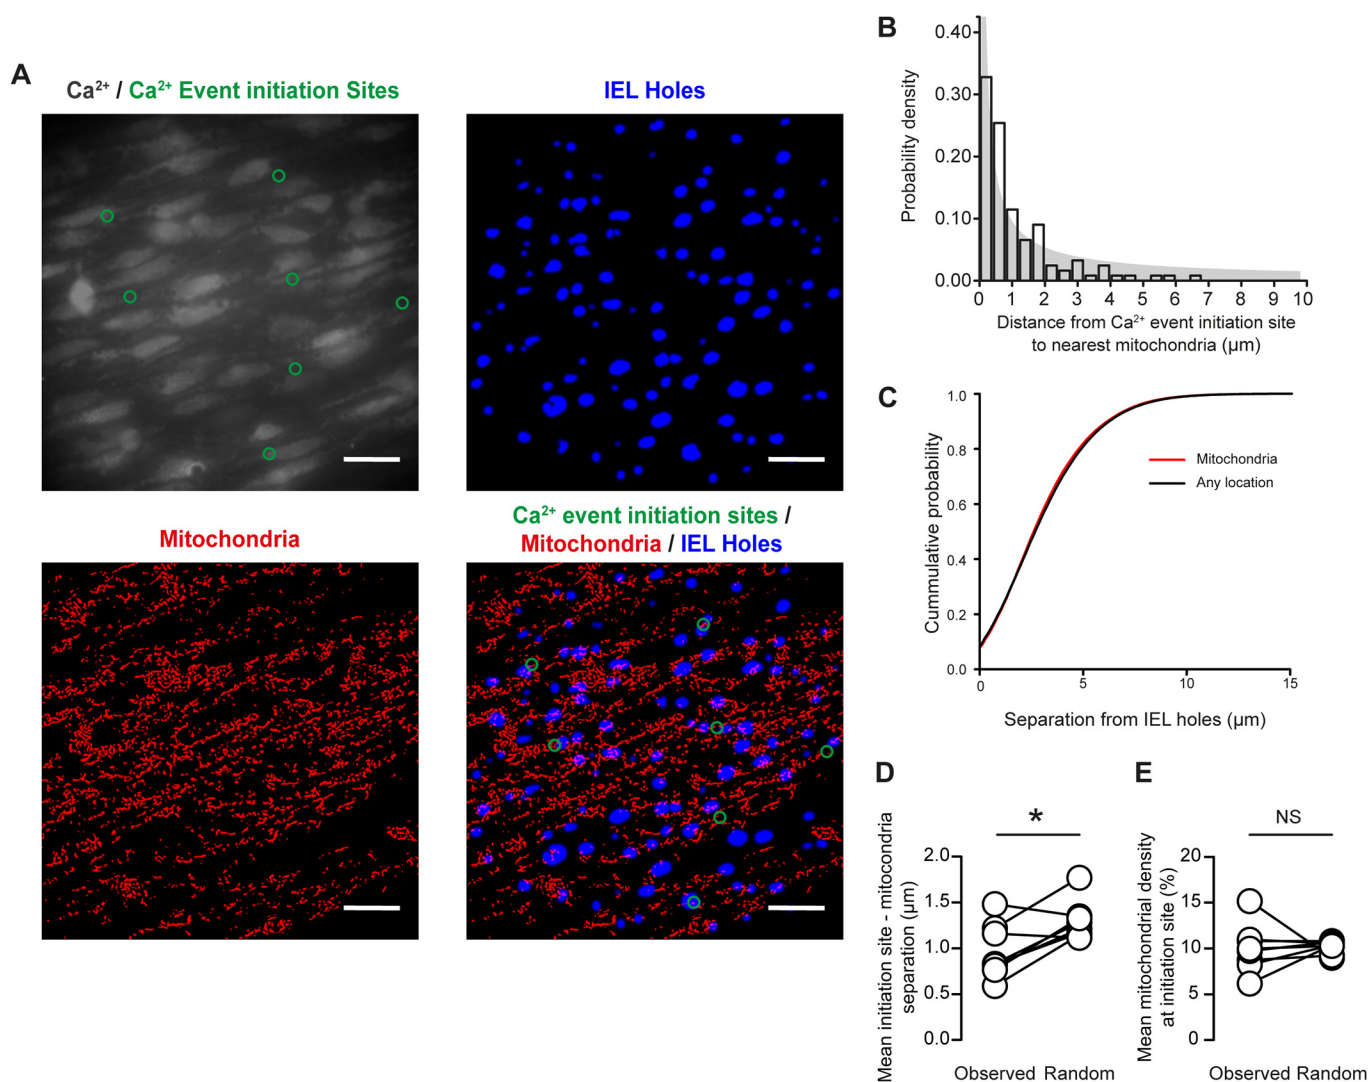 A
Ca²⁺ / Ca²⁺ Event initiation Sites
IEL Holes
Mitochondria
Ca²⁺ event initiation sites /
Mitochondria / IEL Holes
B
Probability density
0.40
0.30
0.20
0.10
0.00
0 1 2 3 4 5 6 7 8 9 10
Distance from Ca²⁺ event initiation site
to nearest mitochondria (µm)
C
Cummulative probability
1.0
0.8
0.6
0.4
0.2
0.0
Mitochondria
Any location
0 5 10 15
Separation from IEL holes (µm)
D
Mean initiation site - mitocondria
separation (µm)
*
2.0
1.5
1.0
0.5
0.0
Observed Random
E
Mean mitochondrial density
at initiation site (%)
NS
20
15
10
5
0
Observed Random